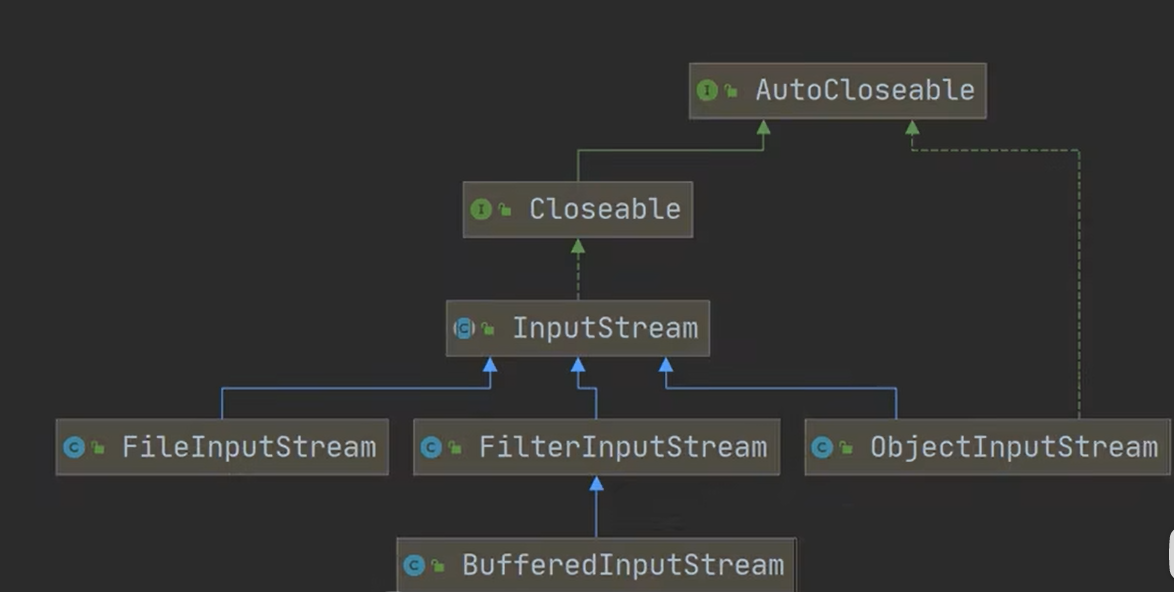 AutoCloseable
Closeable
InputStream
FileInputStream
FilterInputStream
ObjectInputStream
BufferedInputStream